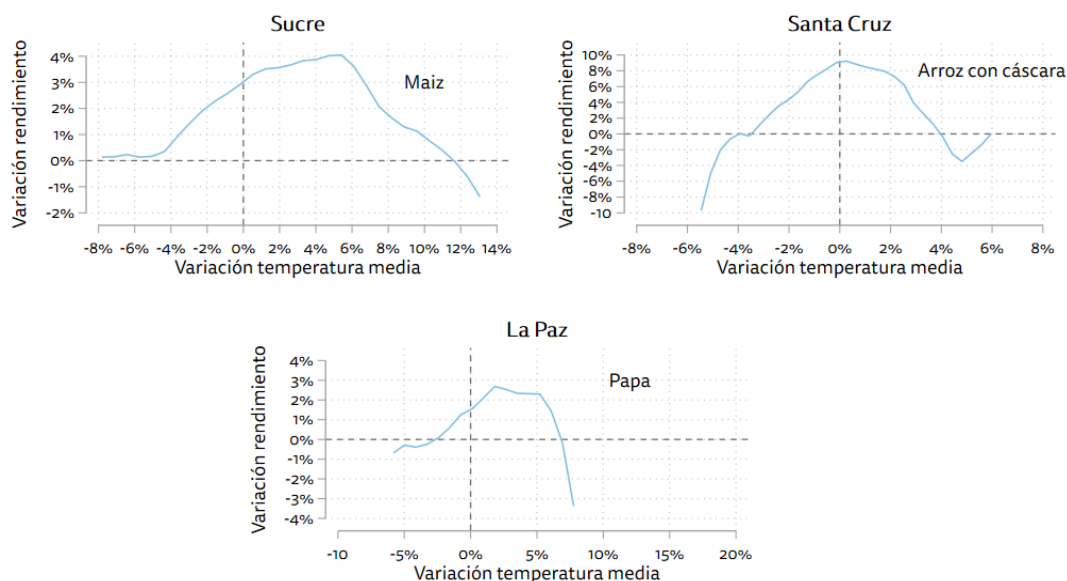 Sucre
Variación rendimiento
4%
3%
2%
1%
0%
-1%
-2%
Maiz
-8% -6% -4% -2% 0% 2% 4% 6% 8% 10% 12% 14%
Variación temperatura media
Santa Cruz
Variación rendimiento
10%
8%
6%
4%
2%
0%
-2%
-4%
-6%
-8%
-10
Arroz con cáscara
-8% -6% -4% -2% 0% 2% 4% 6% 8%
Variación temperatura media
La Paz
Variación rendimiento
4%
3%
2%
1%
0%
-1%
-2%
-3%
-4%
Papa
-10 -5% 0% 5% 10% 15% 20%
Variación temperatura media